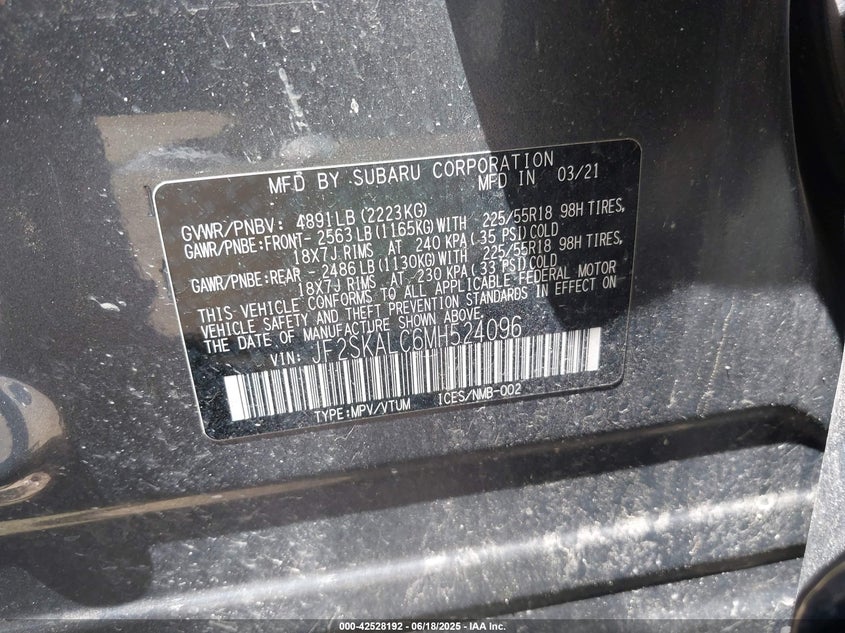 MFD BY SUBARU CORPORATION
MFD IN 03/21
GVWR/PNBV: 4891LB (2223KG)
GAWR/PNBE:FRONT- 2563 LB (1165KG)WITH 225/55R18 98H TIRES,
18X7J RIMS AT 240 KPA (.35 PSI)COLD
GAWR/PNBE:REAR - 2486 LB (1130KG)WITH 225/55R18 98H TIRES,
18X7J RIMS AT 230 KPA (.33 PSI)COLD
THIS VEHICLE CONFORMS TO ALL APPLICABLE FEDERAL MOTOR
VEHICLE SAFETY AND THEFT PREVENTION STANDARDS IN EFFECT ON
THE DATE OF MANUFACTURE SHOWN ABOVE.
VIN: JF2SKALC6MH524096
TYPE:MPV/VTUM ICES/NMB-002
000-42528192 - 06/18/2025 - IAA Inc.